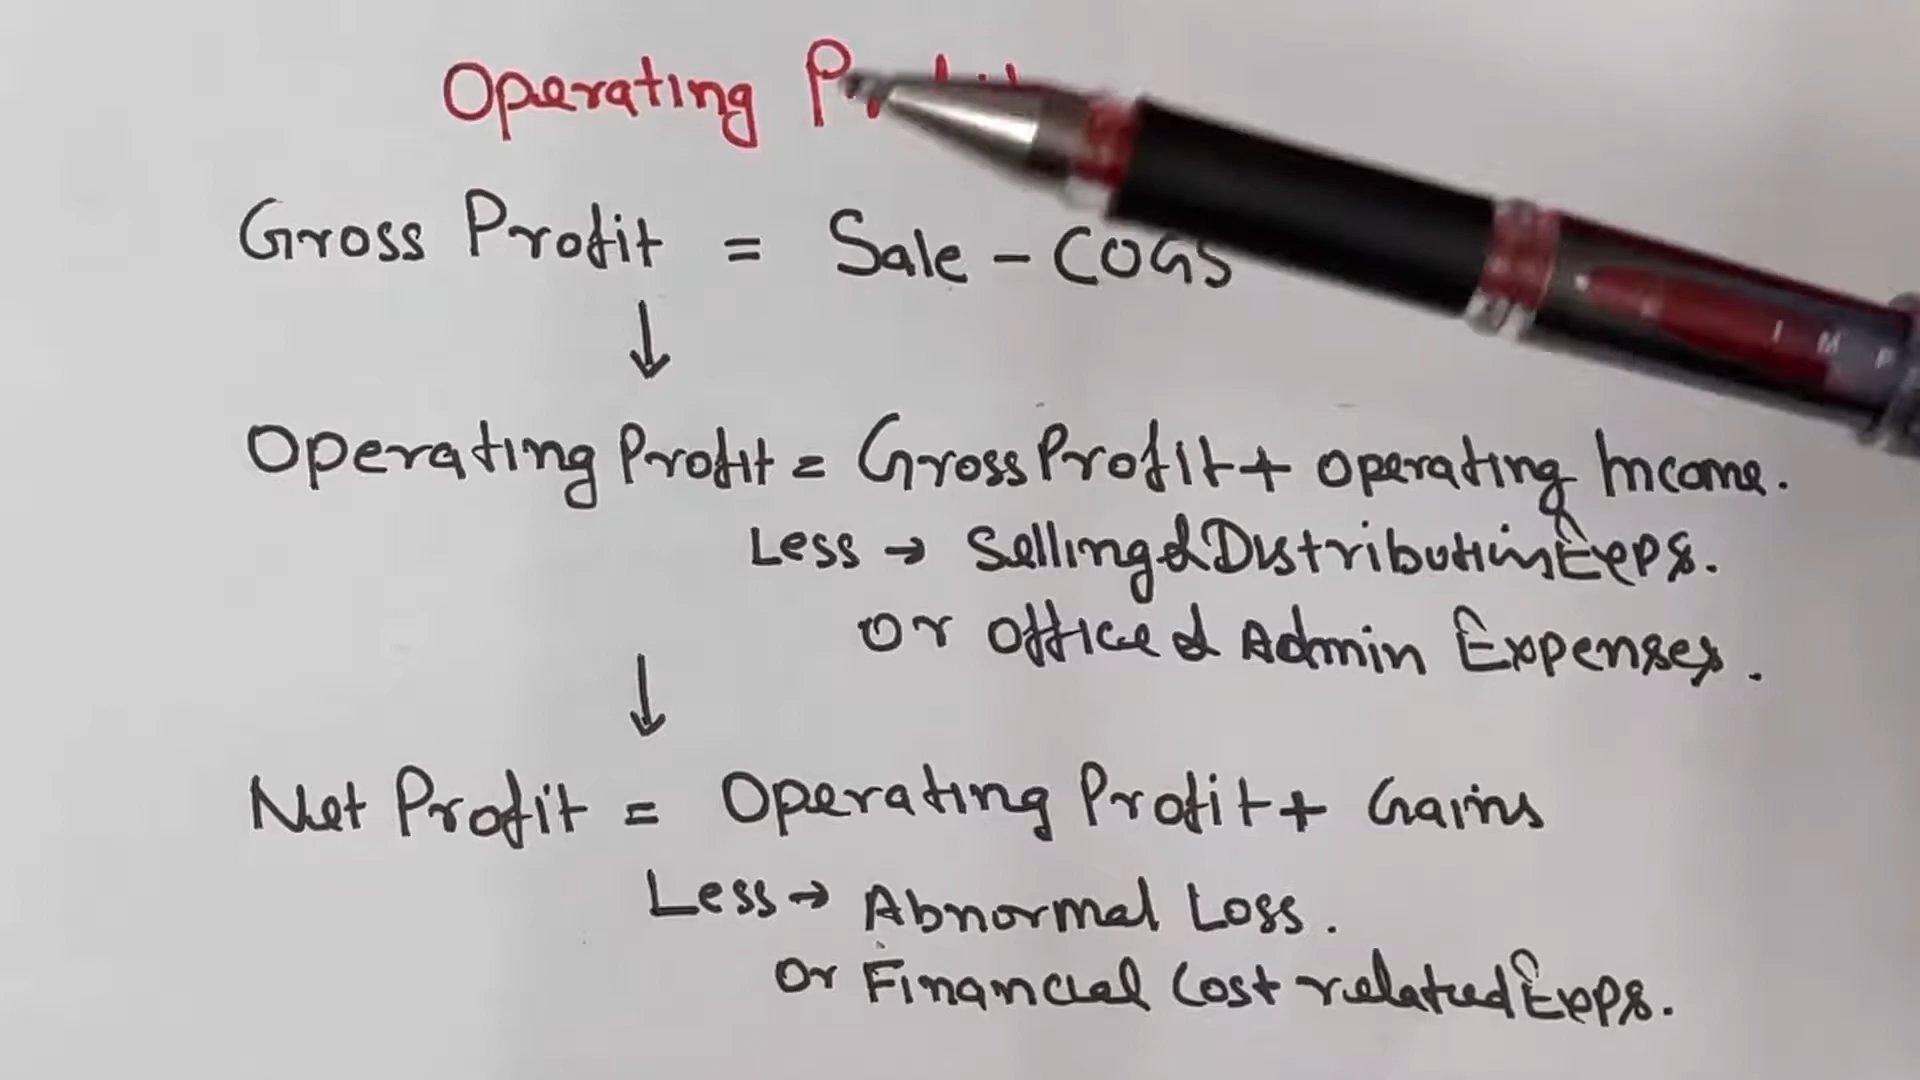 Operating
Gross Profit = Sale - COGS
↓
Operating Profit = Gross Profit + Operating Income.
Less → Selling & Distribution Exps.
Or Office & Admin Expenses.
↓
Net Profit = Operating Profit + Gains
Less → Abnormal Loss.
Or Financial Cost related Exps.
I M P